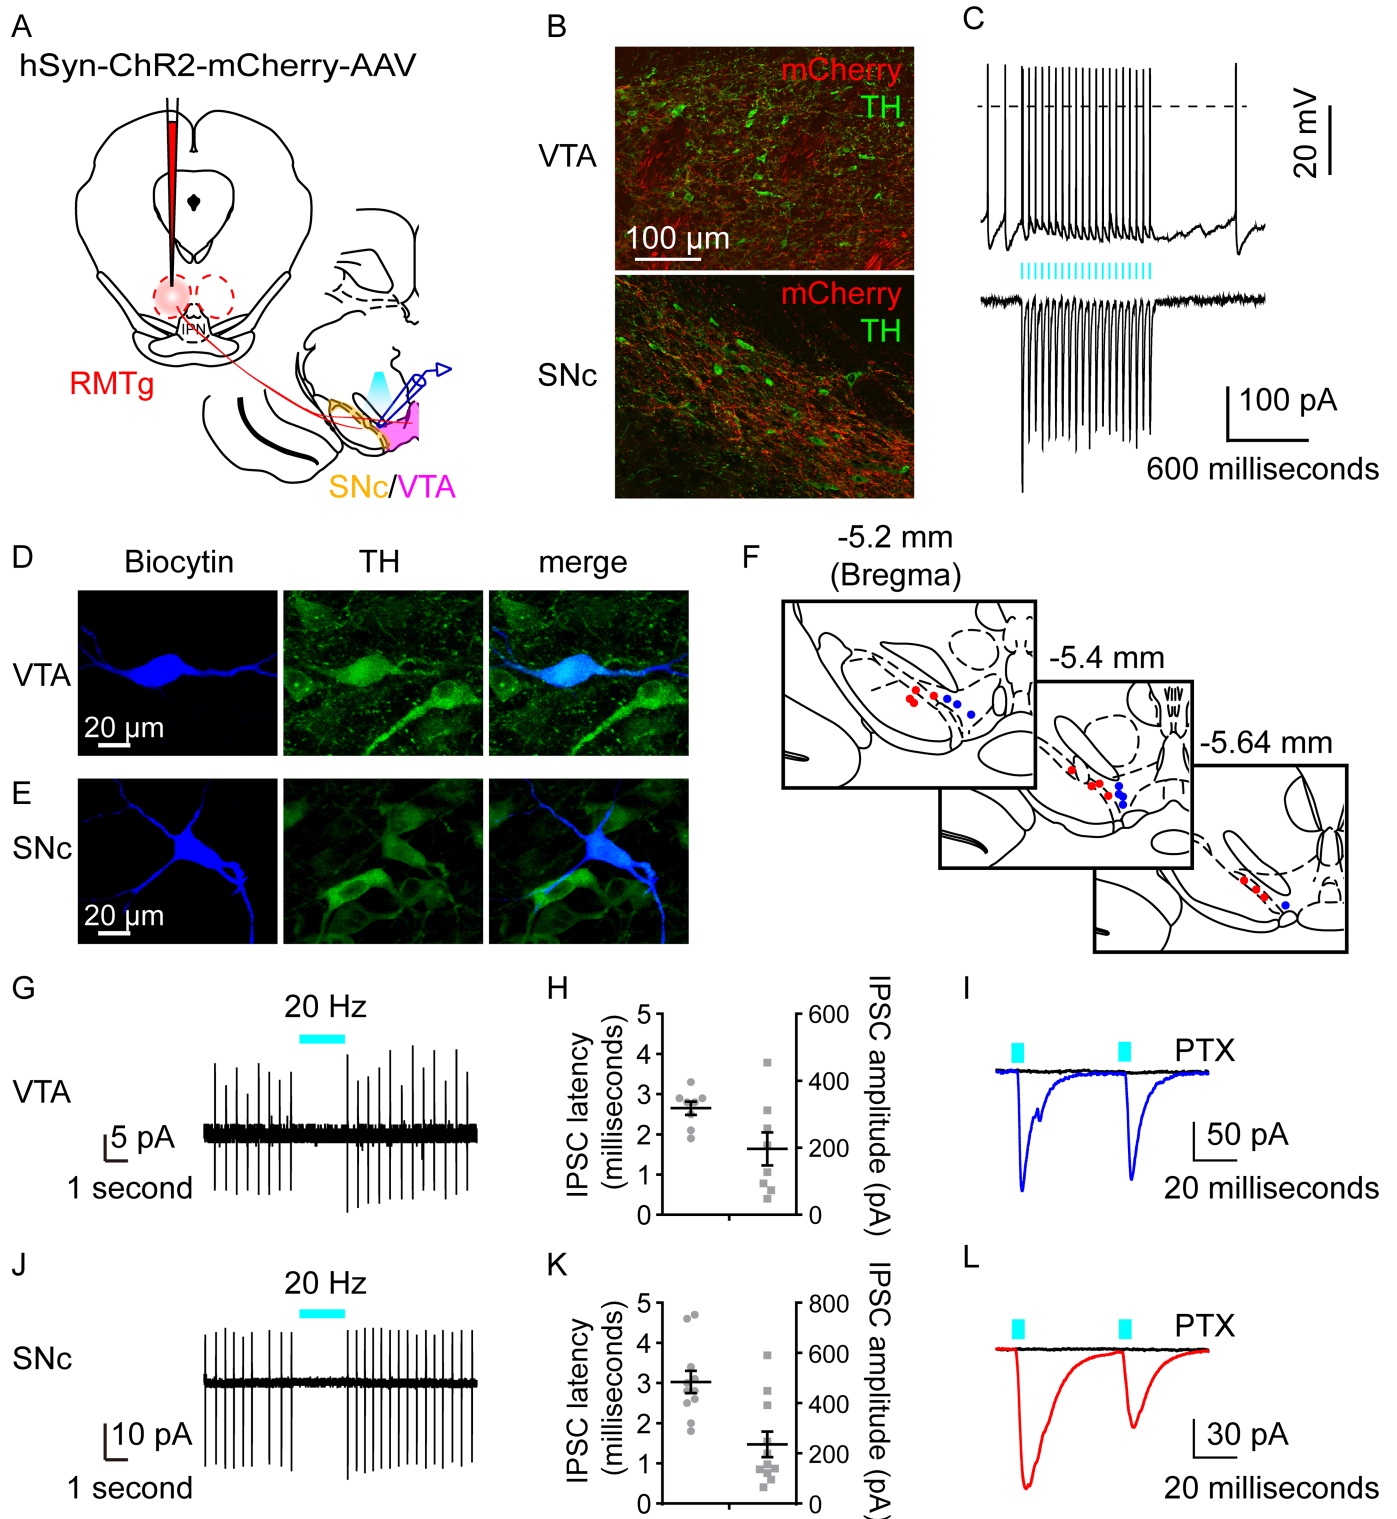 A
hSyn-ChR2-mCherry-AAV
IPN
RMTg
SNc/VTA
B
VTA
mCherry
TH
100 µm
SNc
mCherry
TH
C
20 mV
100 pA
600 milliseconds
D
Biocytin
TH
merge
VTA
20 µm
E
SNc
20 µm
F
-5.2 mm
(Bregma)
-5.4 mm
-5.64 mm
G
VTA
20 Hz
5 pA
1 second
H
IPSC latency
(milliseconds)
5
4
3
2
1
0
600
400
200
0
IPSC amplitude (pA)
I
PTX
50 pA
20 milliseconds
J
SNc
20 Hz
10 pA
1 second
K
IPSC latency
(milliseconds)
5
4
3
2
1
0
800
600
400
200
0
IPSC amplitude (pA)
L
PTX
30 pA
20 milliseconds